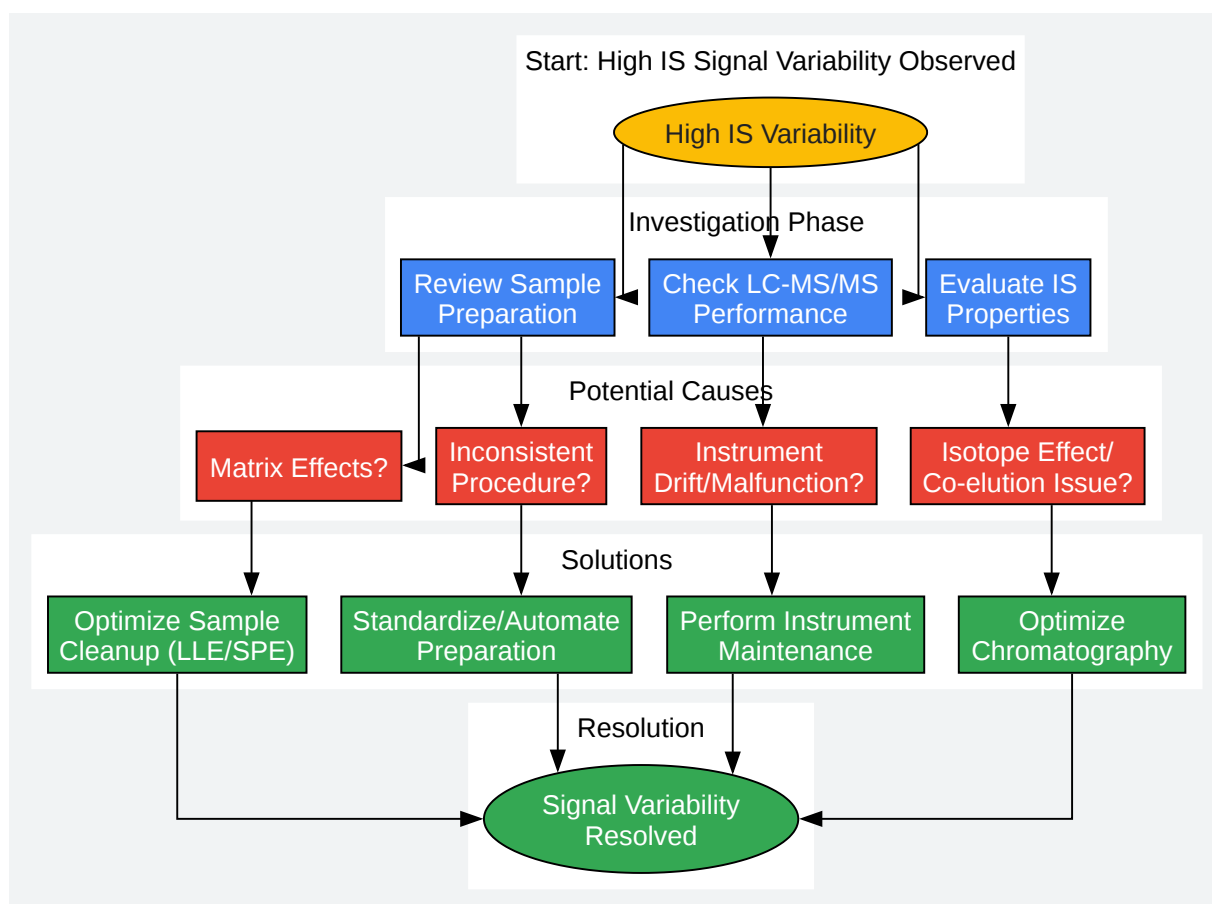 Start: High IS Signal Variability Observed
High IS Variability
Investigation Phase
Review Sample
Preparation
Check LC-MS/MS
Performance
Evaluate IS
Properties
Potential Causes
Matrix Effects?
Inconsistent
Procedure?
Instrument
Drift/Malfunction?
Isotope Effect/
Co-elution Issue?
Solutions
Optimize Sample
Cleanup (LLE/SPE)
Standardize/Automate
Preparation
Perform Instrument
Maintenance
Optimize
Chromatography
Resolution
Signal Variability
Resolved